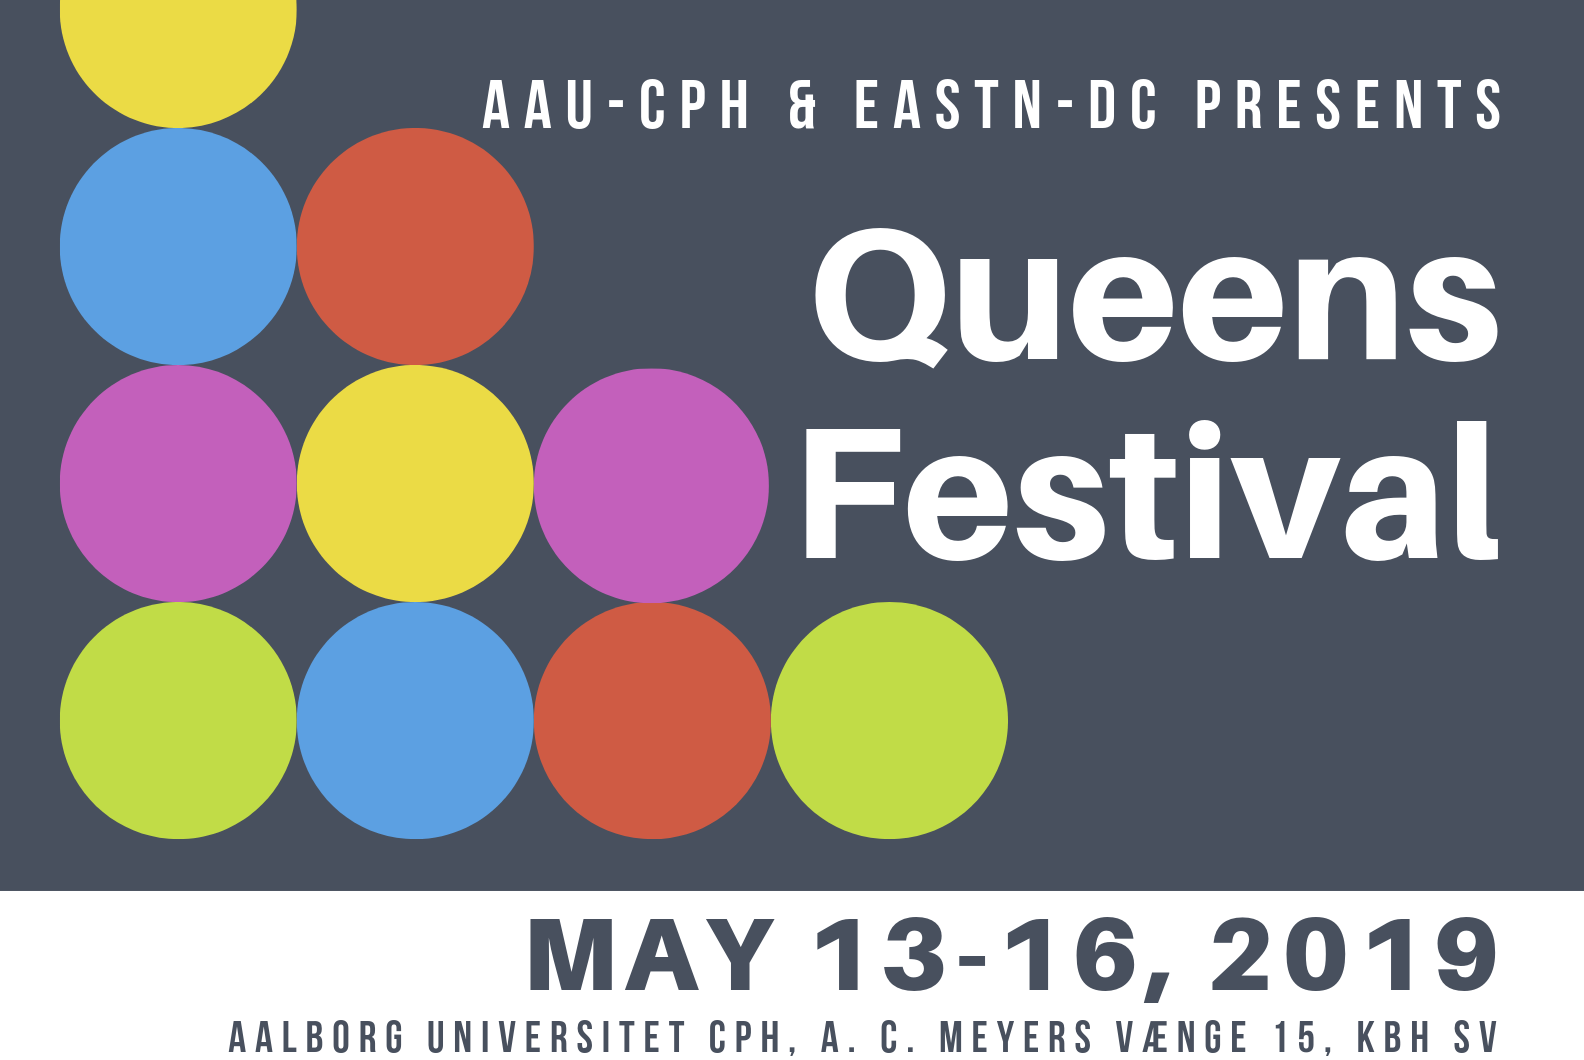 AAU-CPH & EASTN-DC PRESENTS
Queens
Festival
MAY 13-16, 2019
AALBORG UNIVERSITET CPH, A. C. MEYERS VÆNGE 15, KBH SV